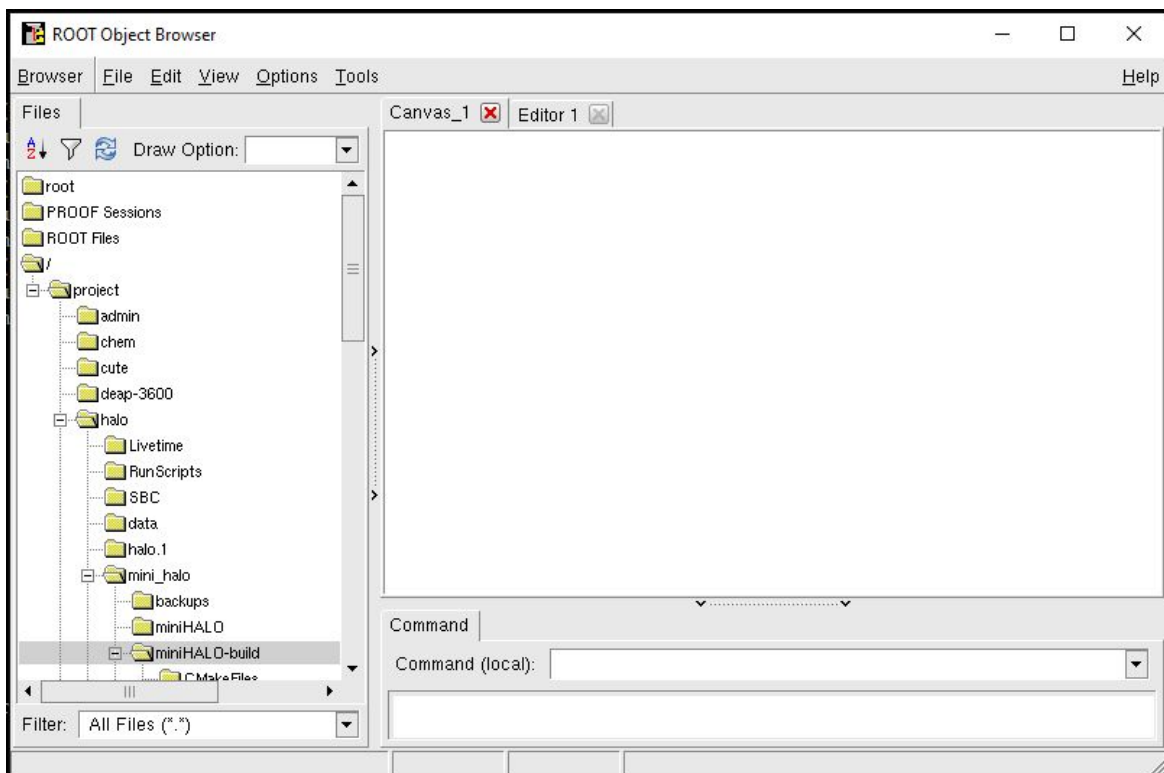 ROOT Object Browser
Browser File Edit View Options Tools Help
Files
Draw Option:
root
PROOF Sessions
ROOT Files
/
project
admin
chem
cute
deap-3600
halo
Livetime
RunScripts
SBC
data
halo.1
mini_halo
backups
miniHALO
miniHALO-build
CMakeFiles
Filter: All Files (*.*)
Canvas_1 Editor 1
Command
Command (local):